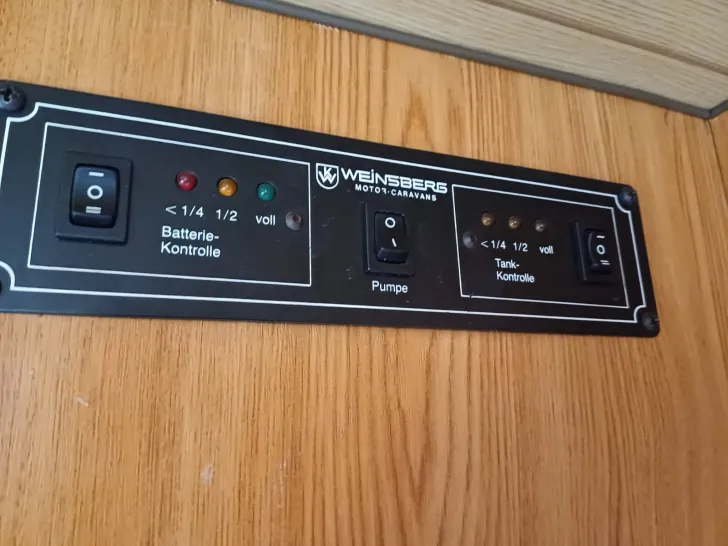 WEINSBERG
MOTOR-CARAVANS
< 1/4 1/2 voll
Batterie-
Kontrolle
Pumpe
< 1/4 1/2 voll
Tank-
Kontrolle